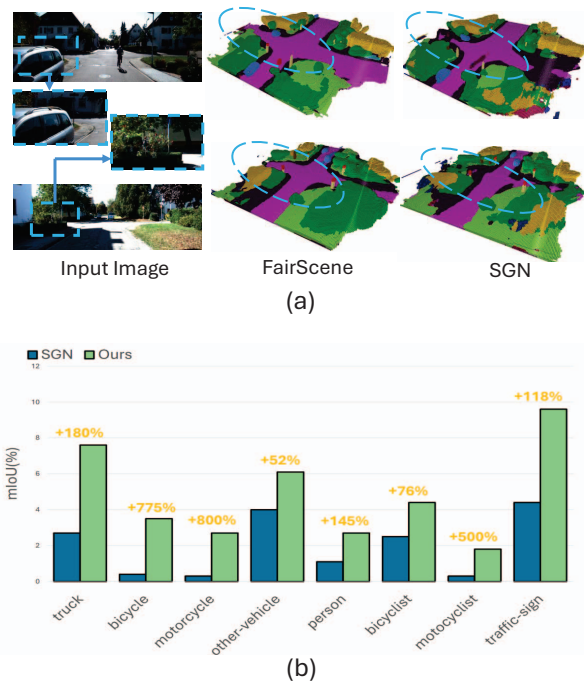 Input Image
FairScene
SGN
(a)
SGN
Ours
12
10
8
6
4
2
0
mIoU(%)
+180%
+775%
+800%
+52%
+145%
+76%
+500%
+118%
truck
bicycle
motorcycle
other-vehicle
person
bicyclist
motocyclist
traffic-sign
(b)